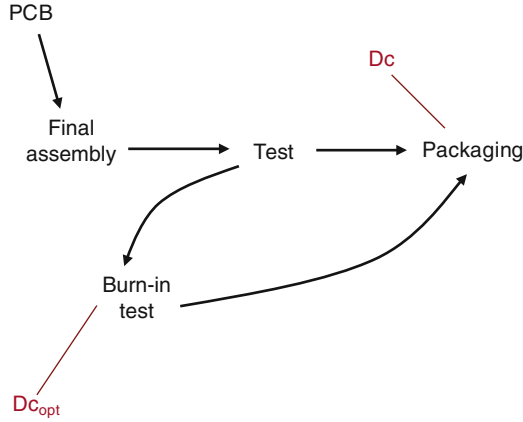 PCB
Dc
Final
assembly
Test
Packaging
Burn-in
test
Dcopt